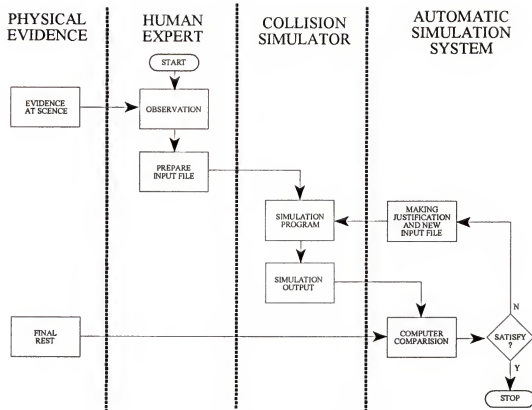 PHYSICAL
EVIDENCE
HUMAN
EXPERT
COLLISION
SIMULATOR
AUTOMATIC
SIMULATION
SYSTEM
START
EVIDENCE
AT SCIENCE
OBSERVATION
PREPARE
INPUT FILE
SIMULATION
PROGRAM
MAKING
JUSTIFICATION
AND NEW
INPUT FILE
SIMULATION
OUTPUT
N
FINAL
REST
COMPUTER
COMPARISION
SATISFY
?
Y
STOP